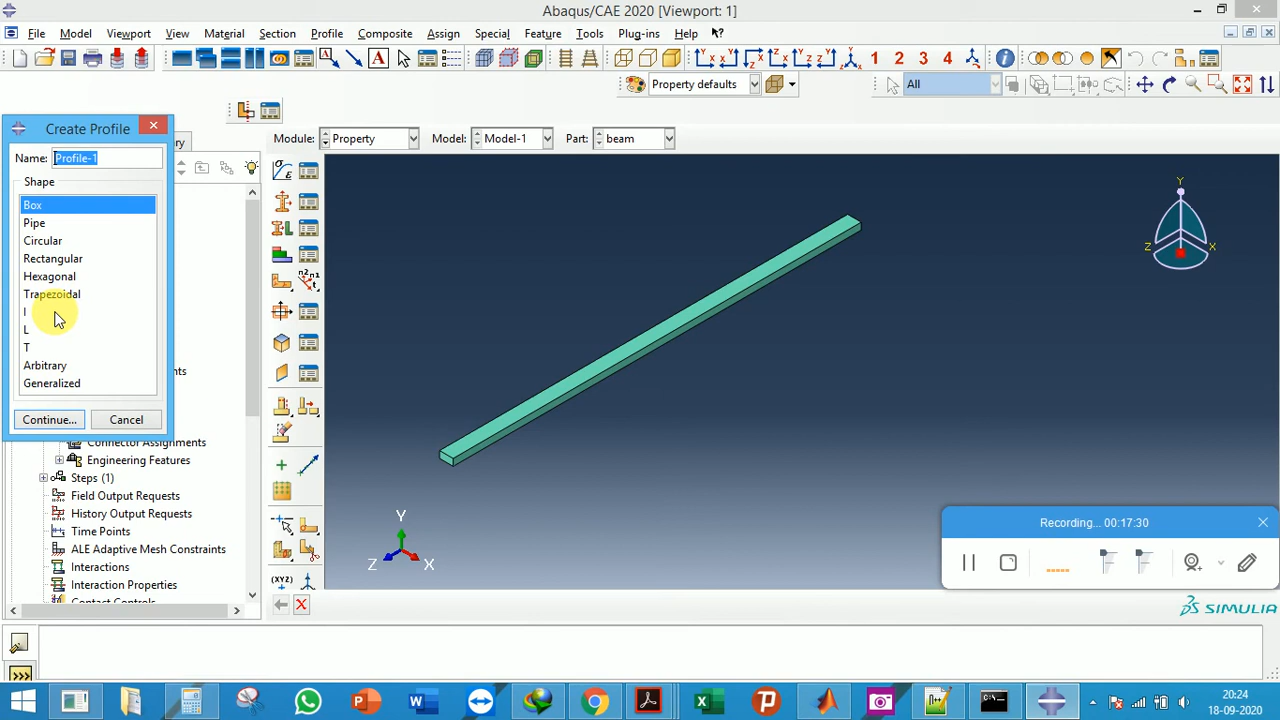 Abaqus/CAE 2020 [Viewport: 1]
File Model Viewport View Material Section Profile Composite Assign Special Feature Tools Plug-ins Help
A 1 2 3 4 i
Property defaults All
Module: Property Model: Model-1 Part: beam
Create Profile
Name: Profile-1
Shape
Box
Pipe
Circular
Rectangular
Hexagonal
Trapezoidal
I
L
T
Arbitrary
Generalized
Continue... Cancel
Connector Assignments
Engineering Features
Steps (1)
Field Output Requests
History Output Requests
Time Points
ALE Adaptive Mesh Constraints
Interactions
Interaction Properties
n2 n1 t
(XYZ)
Y
Z X
Y
Z X
Recording... 00:17:30
SIMULIA
>>>
20:24
18-09-2020